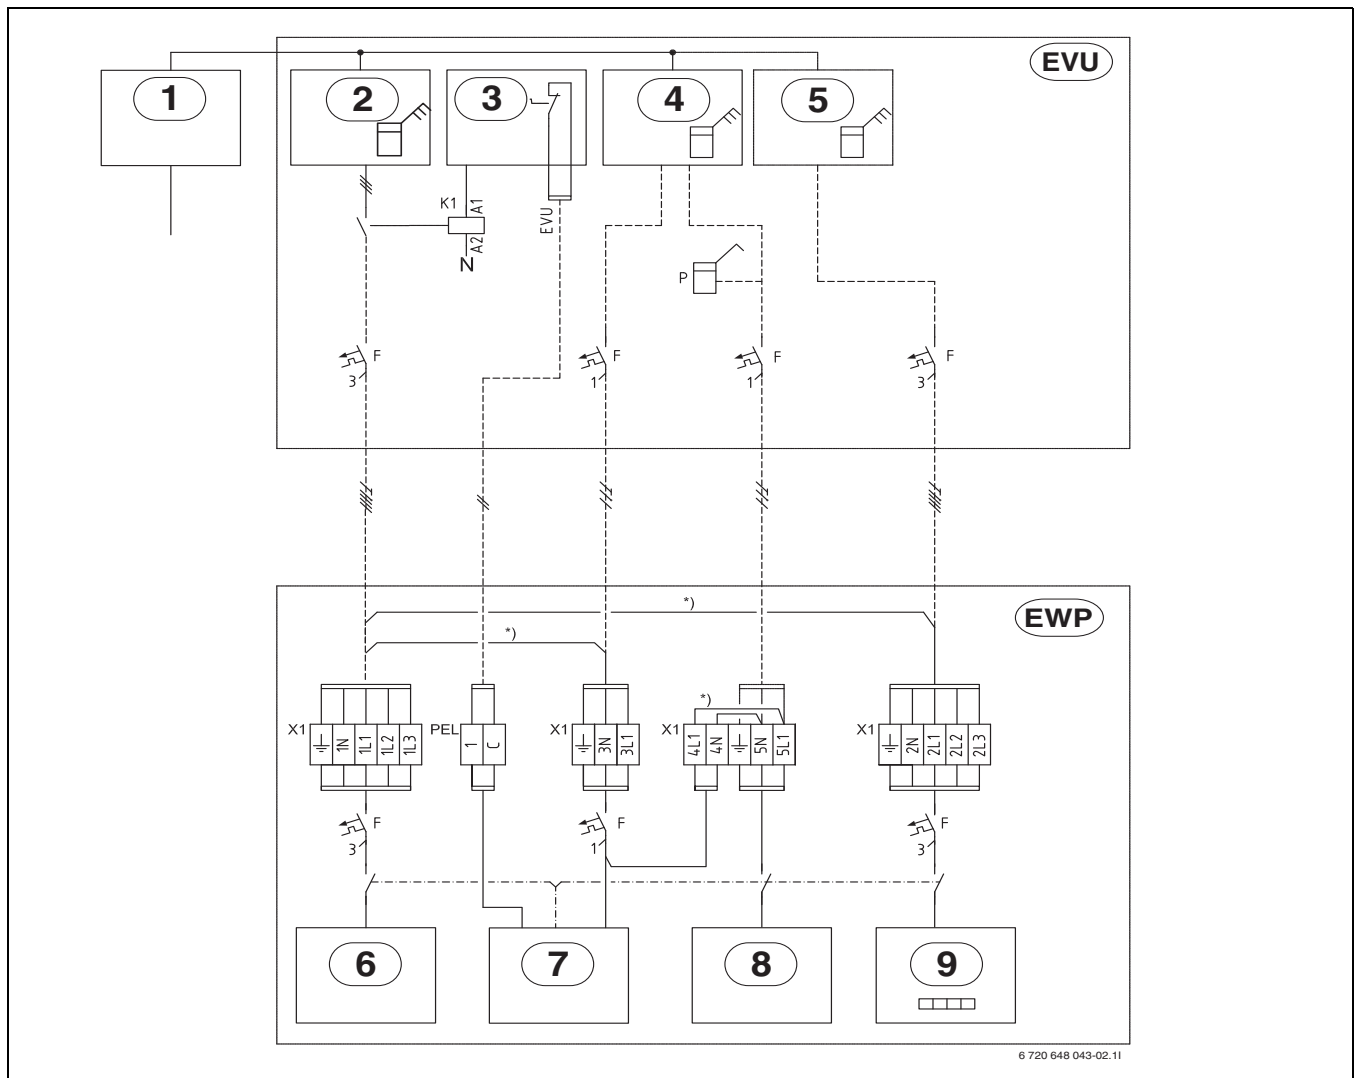 EVU
1
2
3
4
5
K1
A1
A2
N
EVU
P
F
3
F
1
F
1
F
3
EWP
*)
*)
*)
X1
1N
1L1
1L2
1L3
PEL
1
C
X1
3N
3L1
X1
4L1
4N
5N
5L1
X1
2N
2L1
2L2
2L3
F
3
F
1
F
3
6
7
8
9
6 720 648 043-02.1I